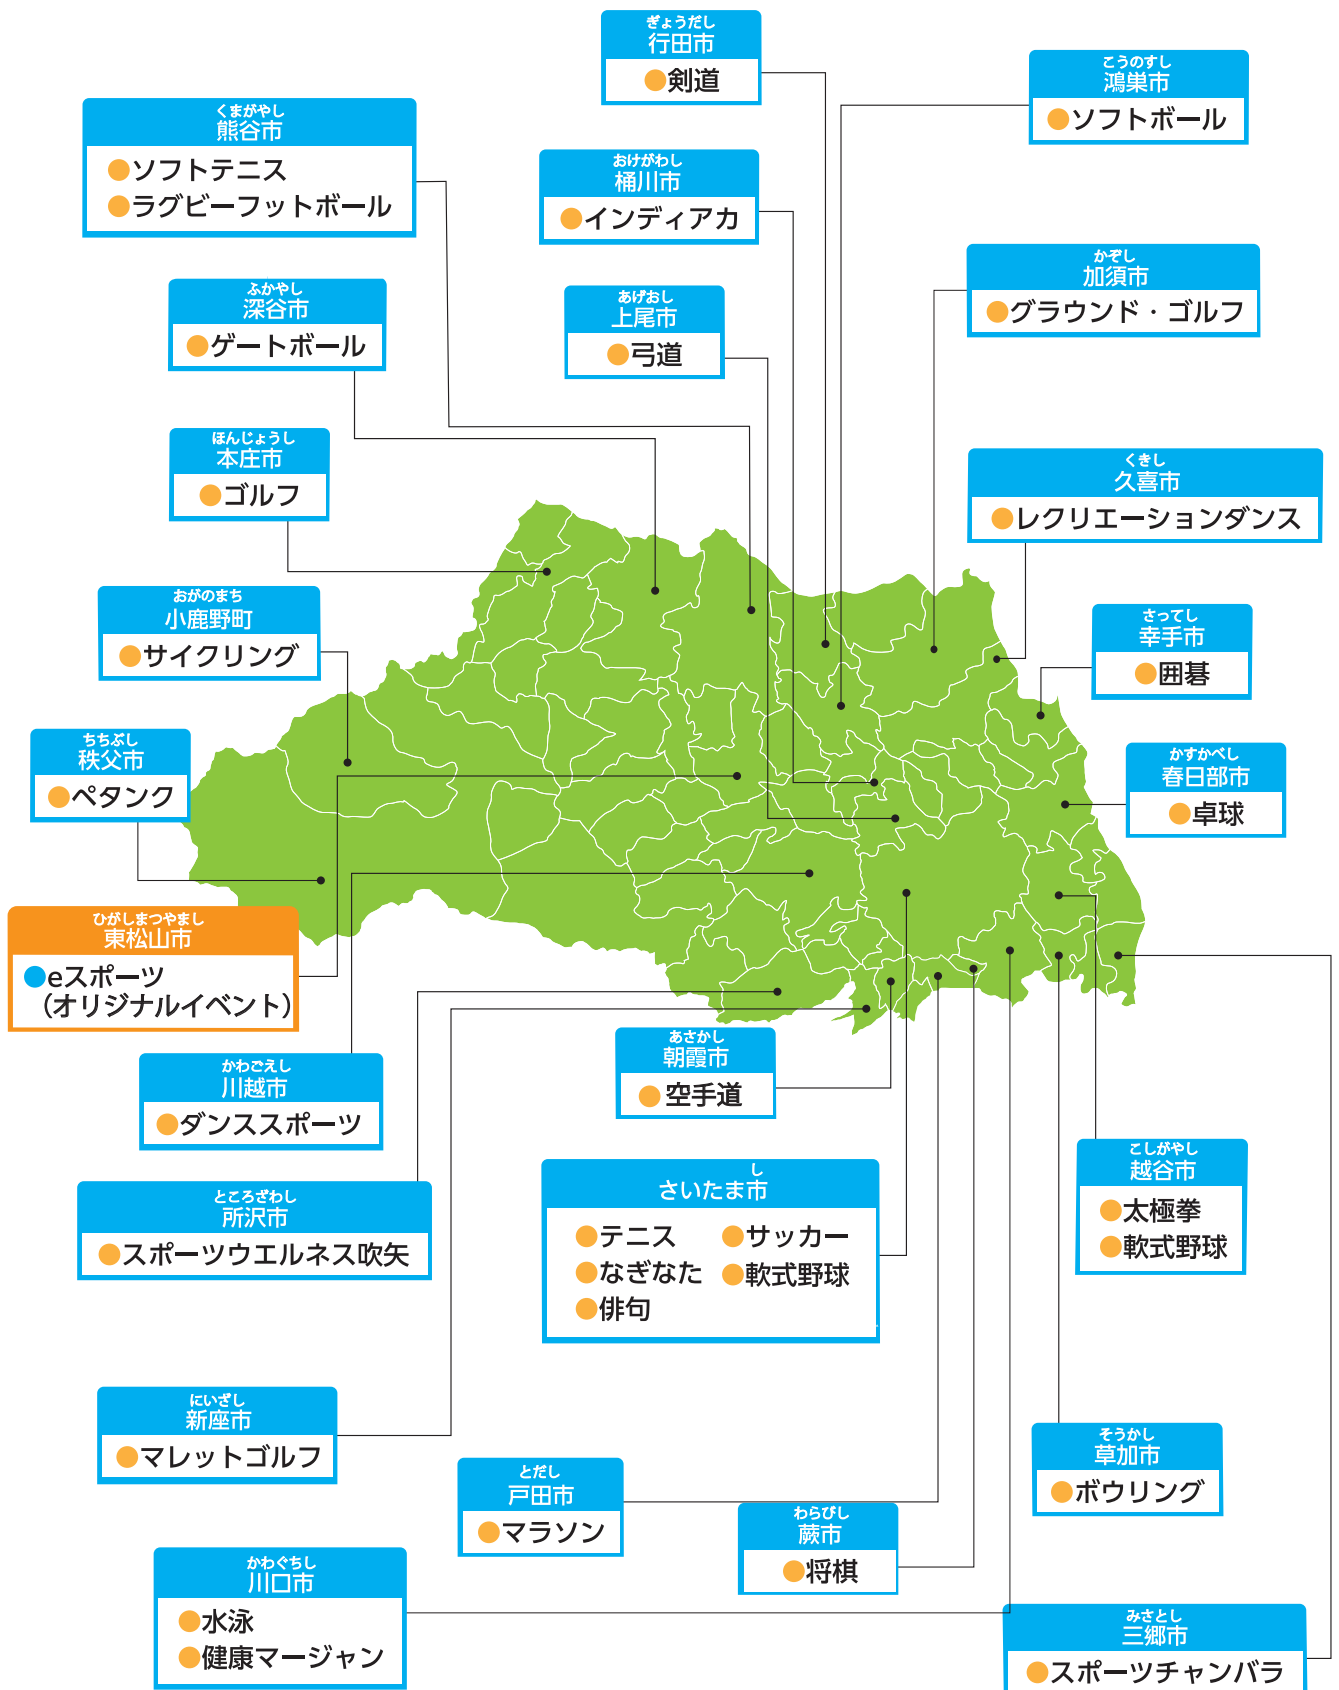 ぎょうだし
行田市
剣道
こうのすし
鴻巣市
ソフトボール
くまがやし
熊谷市
ソフトテニス
ラグビーフットボール
おけがわし
桶川市
インディアカ
かぞし
加須市
グラウンド・ゴルフ
ふかやし
深谷市
ゲートボール
あげおし
上尾市
弓道
ほんじょうし
本庄市
ゴルフ
くきし
久喜市
レクリエーションダンス
おがのまち
小鹿野町
サイクリング
さってし
幸手市
囲碁
ちちぶし
秩父市
ペタンク
かすかべし
春日部市
卓球
ひがしまつやまし
東松山市
eスポーツ
(オリジナルイベント)
かわごえし
川越市
ダンススポーツ
あさかし
朝霞市
空手道
ところざわし
所沢市
スポーツウエルネス吹矢
し
さいたま市
テニス
サッカー
なぎなた
軟式野球
俳句
こしがやし
越谷市
太極拳
軟式野球
にいざし
新座市
マレットゴルフ
とだし
戸田市
マラソン
わらびし
蕨市
将棋
そうかし
草加市
ボウリング
かわぐちし
川口市
水泳
健康マージャン
みさとし
三郷市
スポーツチャンバラ